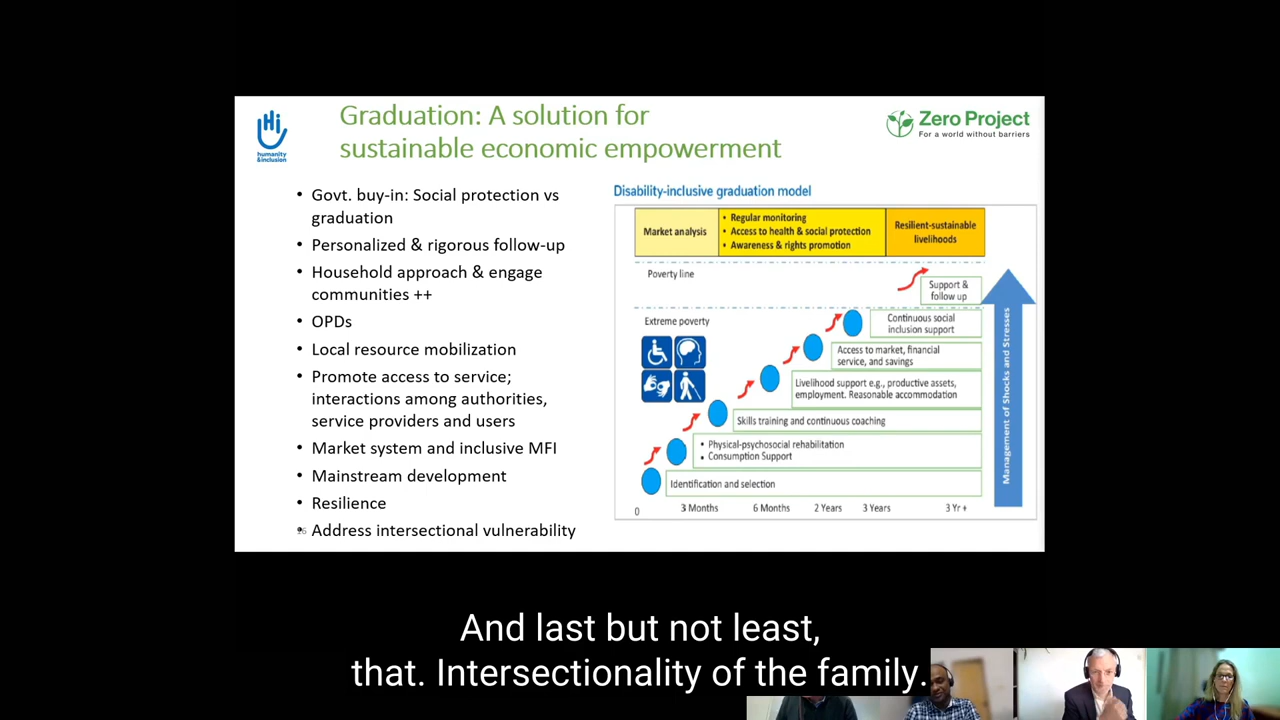 Graduation: A solution for
sustainable economic empowerment
humanity
&inclusion
Zero Project
For a world without barriers
• Govt. buy-in: Social protection vs
graduation
• Personalized & rigorous follow-up
• Household approach & engage
communities ++
• OPDs
• Local resource mobilization
• Promote access to service;
interactions among authorities,
service providers and users
• Market system and inclusive MFI
• Mainstream development
• Resilience
• Address intersectional vulnerability
Disability-inclusive graduation model
Market analysis
• Regular monitoring
• Access to health & social protection
• Awareness & rights promotion
Resilient-sustainable
livelihoods
Poverty line
Support &
follow up
Extreme poverty
Continuous social
inclusion support
Access to market, financial
service, and savings
Livelihood support e.g., productive assets,
employment. Reasonable accommodation
Skills training and continuous coaching
• Physical-psychosocial rehabilitation
• Consumption Support
Identification and selection
0 3 Months 6 Months 2 Years 3 Years 3 Yr +
Management of Shocks and Stresses
And last but not least,
that. Intersectionality of the family.